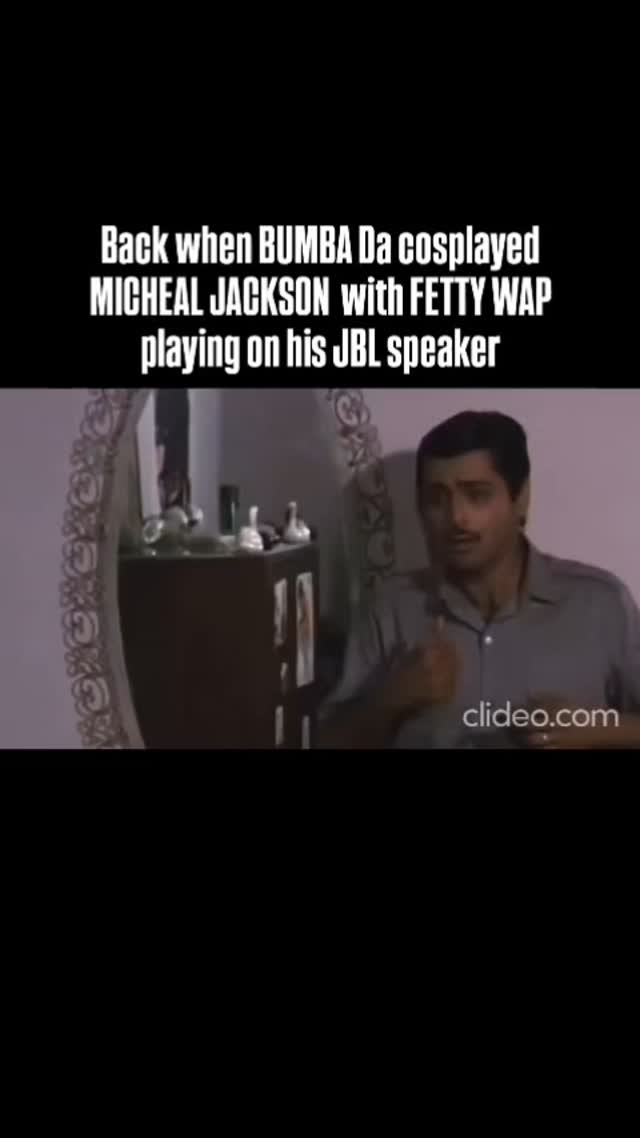 Back when BUMBA Da cosplayed
MICHEAL JACKSON with FETTY WAP
playing on his JBL speaker
clideo.com